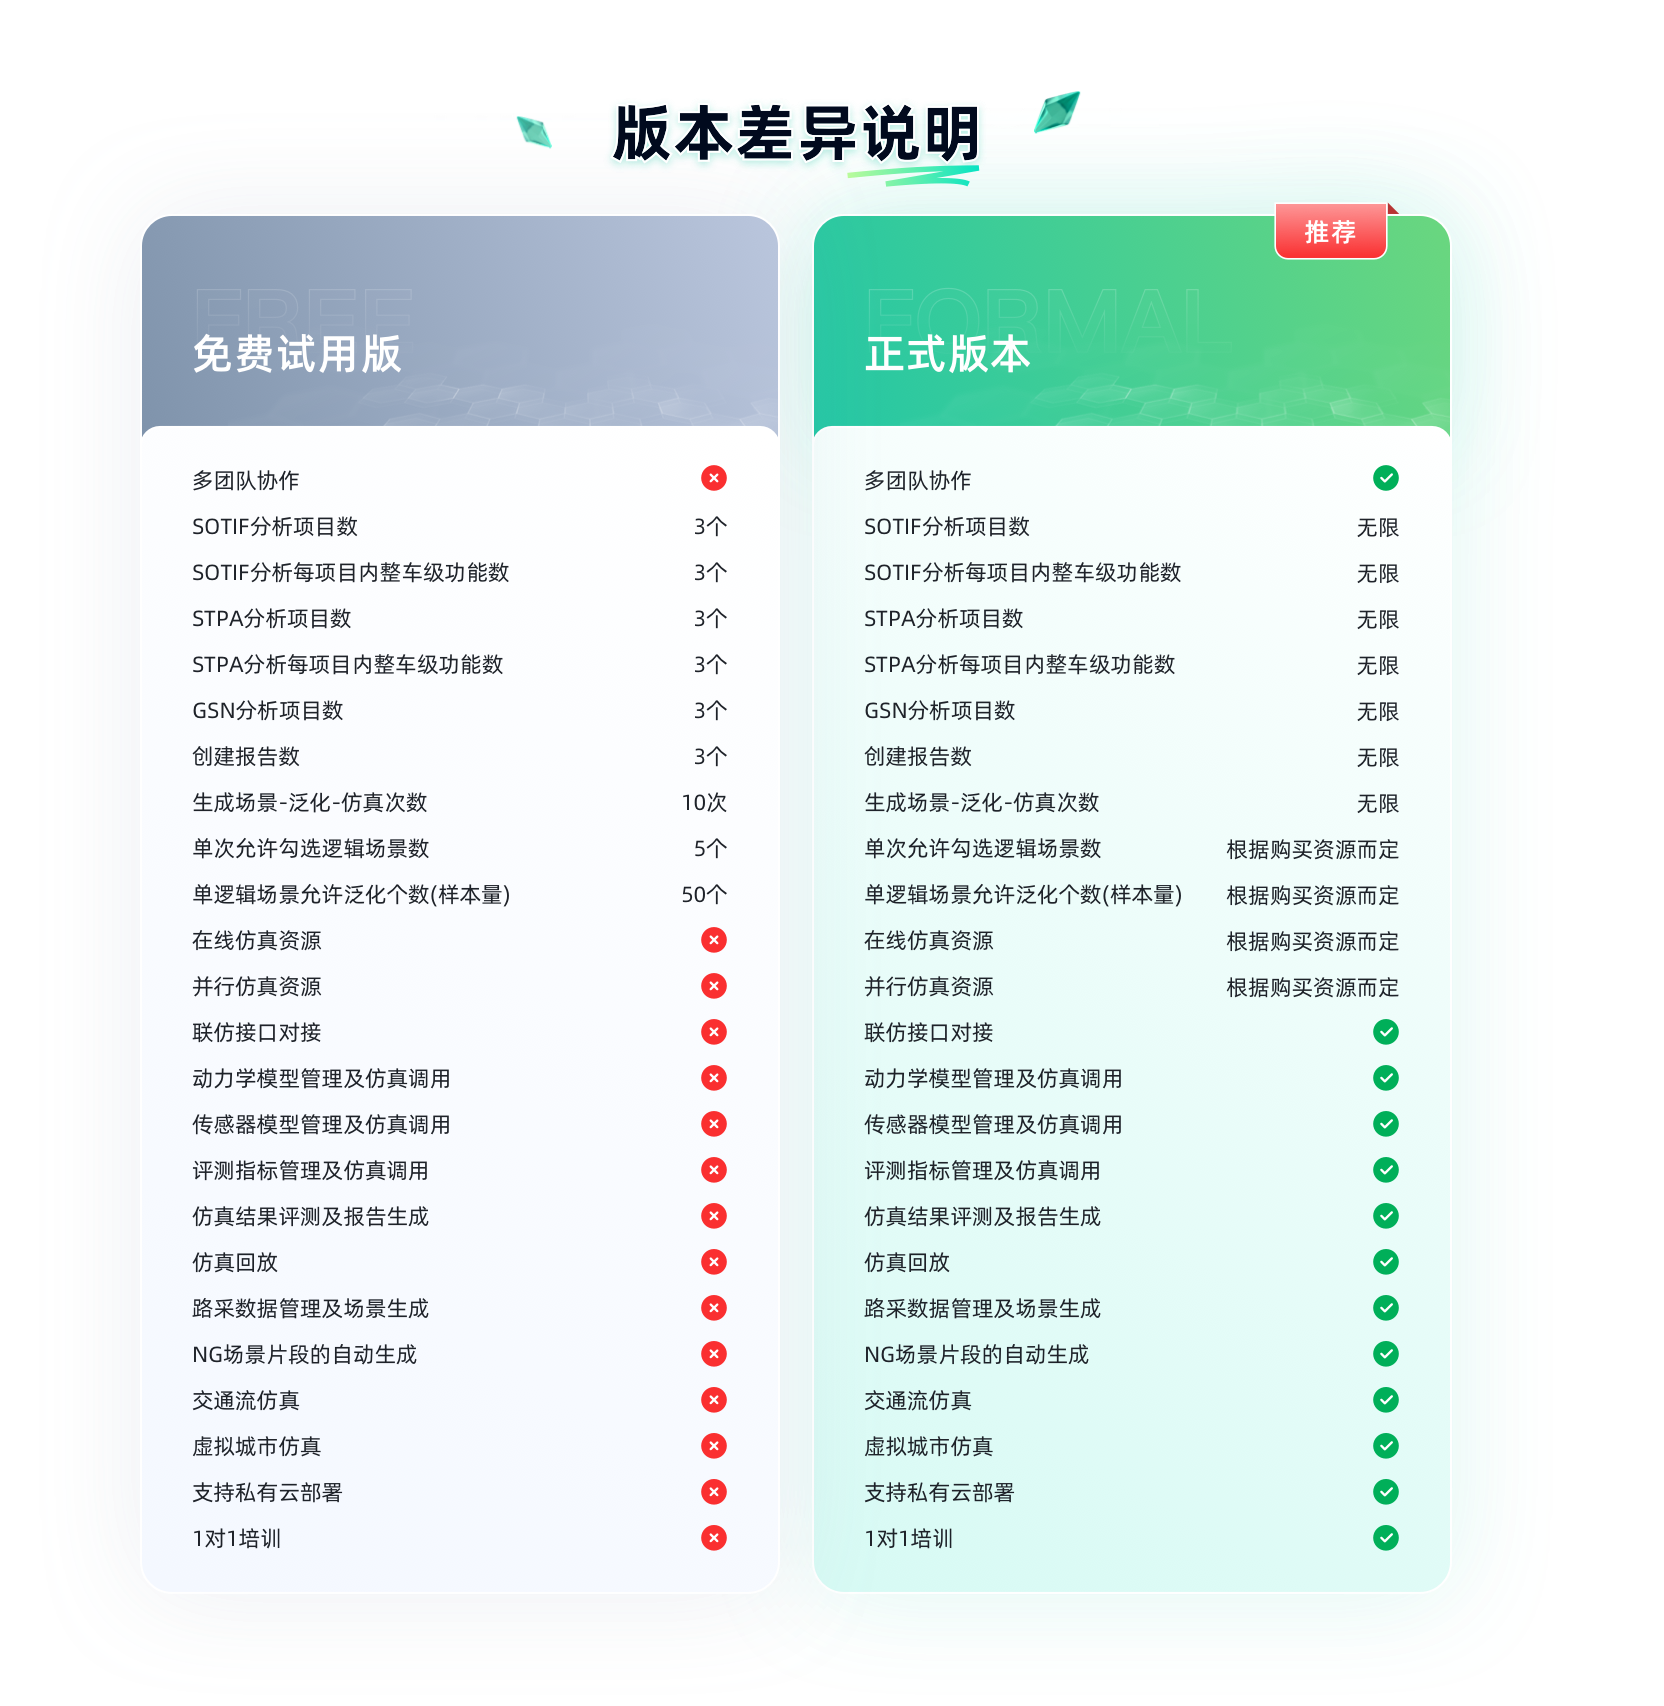 版本差异说明
FREE
免费试用版
多团队协作
SOTIF分析项目数 3个
SOTIF分析每项目内整车级功能数 3个
STPA分析项目数 3个
STPA分析每项目内整车级功能数 3个
GSN分析项目数 3个
创建报告数 3个
生成场景-泛化-仿真次数 10次
单次允许勾选逻辑场景数 5个
单逻辑场景允许泛化个数(样本量) 50个
在线仿真资源
并行仿真资源
联仿接口对接
动力学模型管理及仿真调用
传感器模型管理及仿真调用
评测指标管理及仿真调用
仿真结果评测及报告生成
仿真回放
路采数据管理及场景生成
NG场景片段的自动生成
交通流仿真
虚拟城市仿真
支持私有云部署
1对1培训
推荐
FORMAL
正式版本
多团队协作
SOTIF分析项目数 无限
SOTIF分析每项目内整车级功能数 无限
STPA分析项目数 无限
STPA分析每项目内整车级功能数 无限
GSN分析项目数 无限
创建报告数 无限
生成场景-泛化-仿真次数 无限
单次允许勾选逻辑场景数 根据购买资源而定
单逻辑场景允许泛化个数(样本量) 根据购买资源而定
在线仿真资源 根据购买资源而定
并行仿真资源 根据购买资源而定
联仿接口对接
动力学模型管理及仿真调用
传感器模型管理及仿真调用
评测指标管理及仿真调用
仿真结果评测及报告生成
仿真回放
路采数据管理及场景生成
NG场景片段的自动生成
交通流仿真
虚拟城市仿真
支持私有云部署
1对1培训